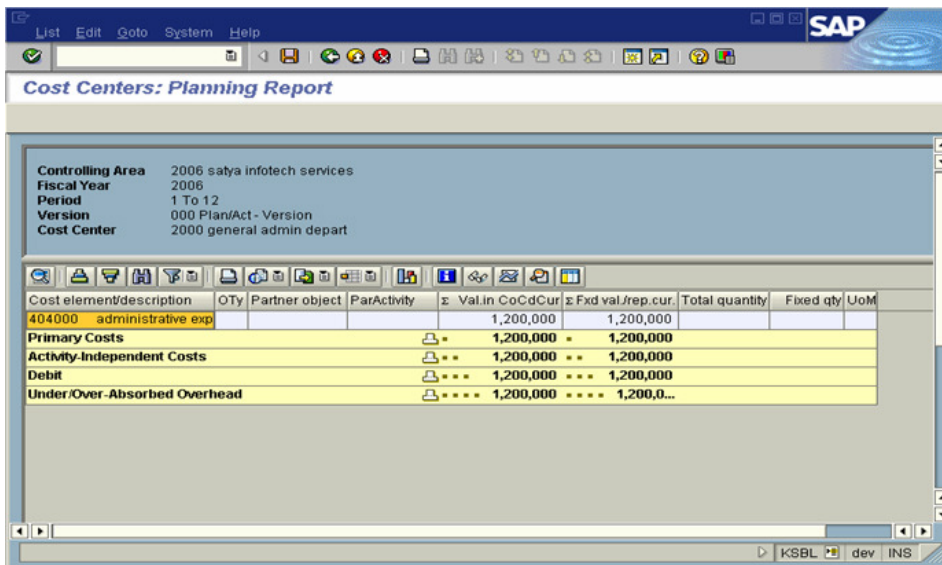 List Edit Goto System Help
SAP
Cost Centers: Planning Report
Controlling Area 2006 satya infotech services
Fiscal Year 2006
Period 1 To 12
Version 000 Plan/Act - Version
Cost Center 2000 general admin depart
Cost element/description OTy Partner object ParActivity Σ Val.in CoCdCur Σ Fxd val./rep.cur. Total quantity Fixed qty UoM
404000 administrative exp 1,200,000 1,200,000
Primary Costs 1,200,000 1,200,000
Activity-Independent Costs 1,200,000 1,200,000
Debit 1,200,000 1,200,000
Under/Over-Absorbed Overhead 1,200,000 1,200,0...
KSBL dev INS